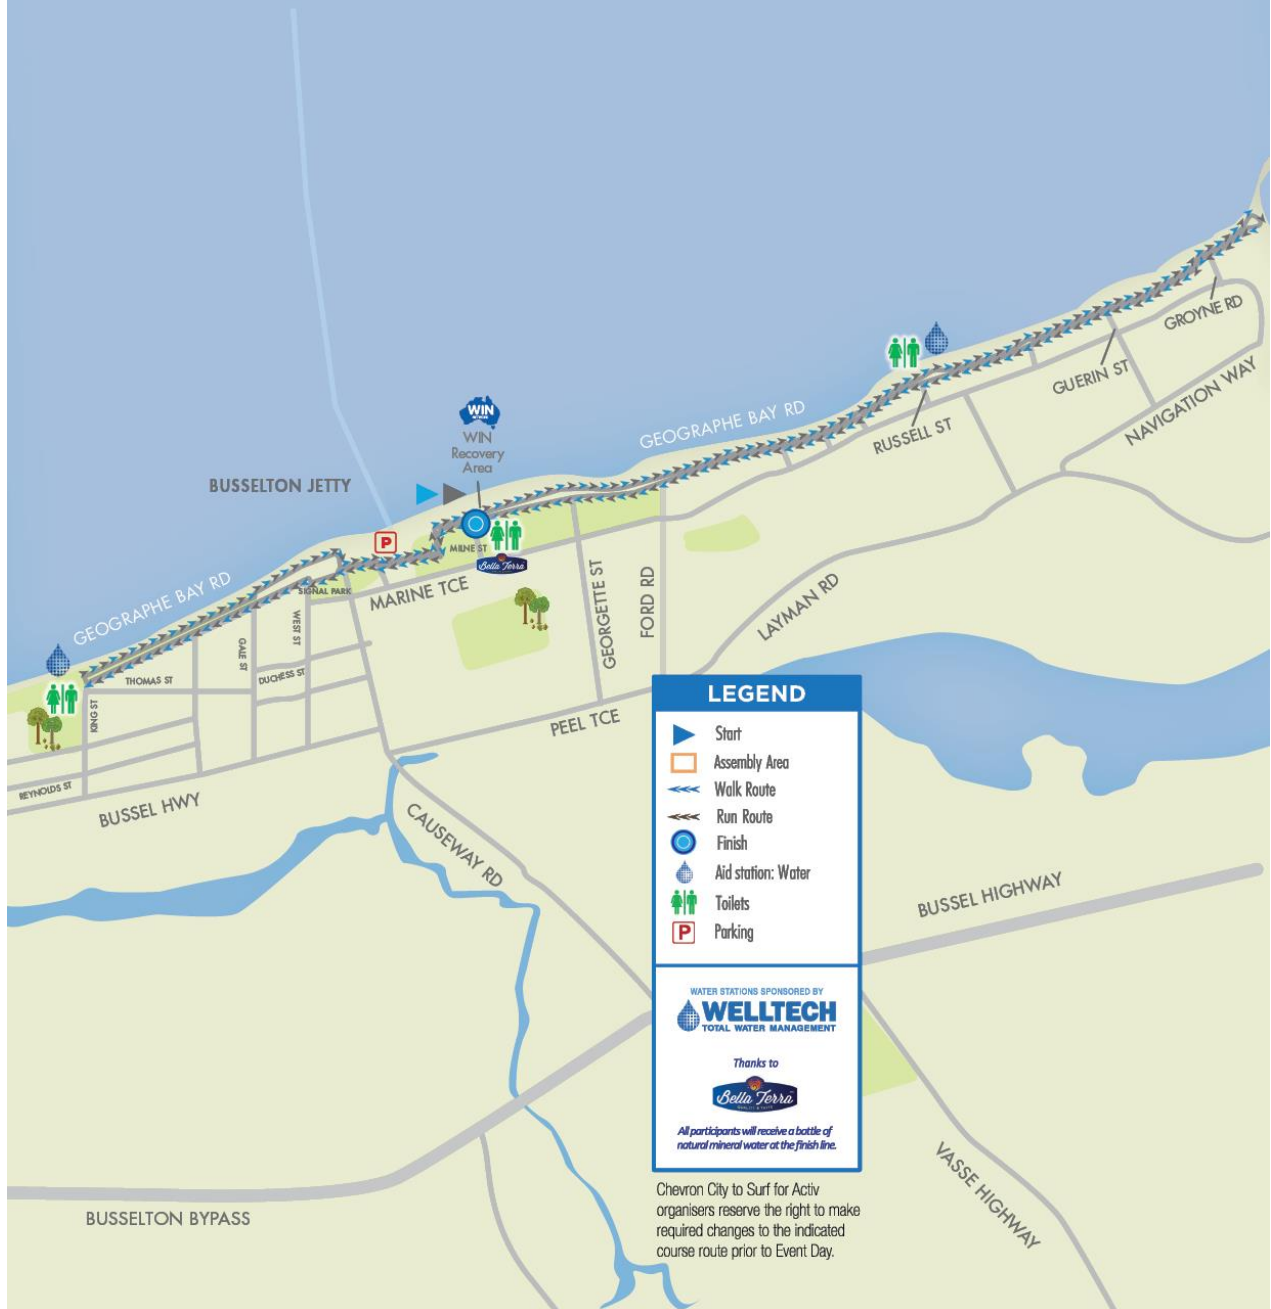 GROYNE RD
GUERIN ST
NAVIGATION WAY
GEOGRAPHE BAY RD
RUSSELL ST
WIN
WIN
Recovery
Area
BUSSELTON JETTY
P
MILNE ST
Bella Terra
GEOGRAPHE BAY RD
SIGNAL PARK
MARINE TCE
GEORGETTE ST
FORD RD
LAYMAN RD
WEST ST
GALE ST
DUCHESS ST
THOMAS ST
KING ST
PEEL TCE
REYNOLDS ST
BUSSEL HWY
CAUSEWAY RD
LEGEND
Start
Assembly Area
Walk Route
Run Route
Finish
Aid station: Water
Toilets
P Parking
BUSSEL HIGHWAY
WATER STATIONS SPONSORED BY
WELLTECH
TOTAL WATER MANAGEMENT
Thanks to
Bella Terra
All participants will receive a bottle of
natural mineral water at the finish line.
VASSE HIGHWAY
BUSSELTON BYPASS
Chevron City to Surf for Activ
organisers reserve the right to make
required changes to the indicated
course route prior to Event Day.